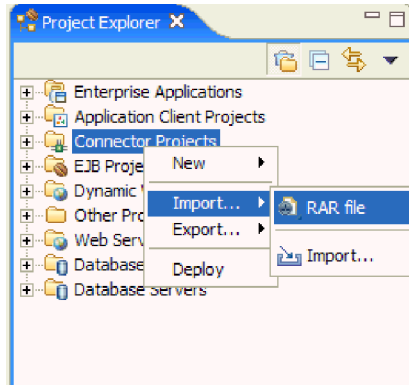 Project Explorer
Enterprise Applications
Application Client Projects
Connector Projects
EJB Proje
New
Dynamic
Import...
RAR file
Other Pro
Export...
Web Serv
Import...
Database
Deploy
Database Servers